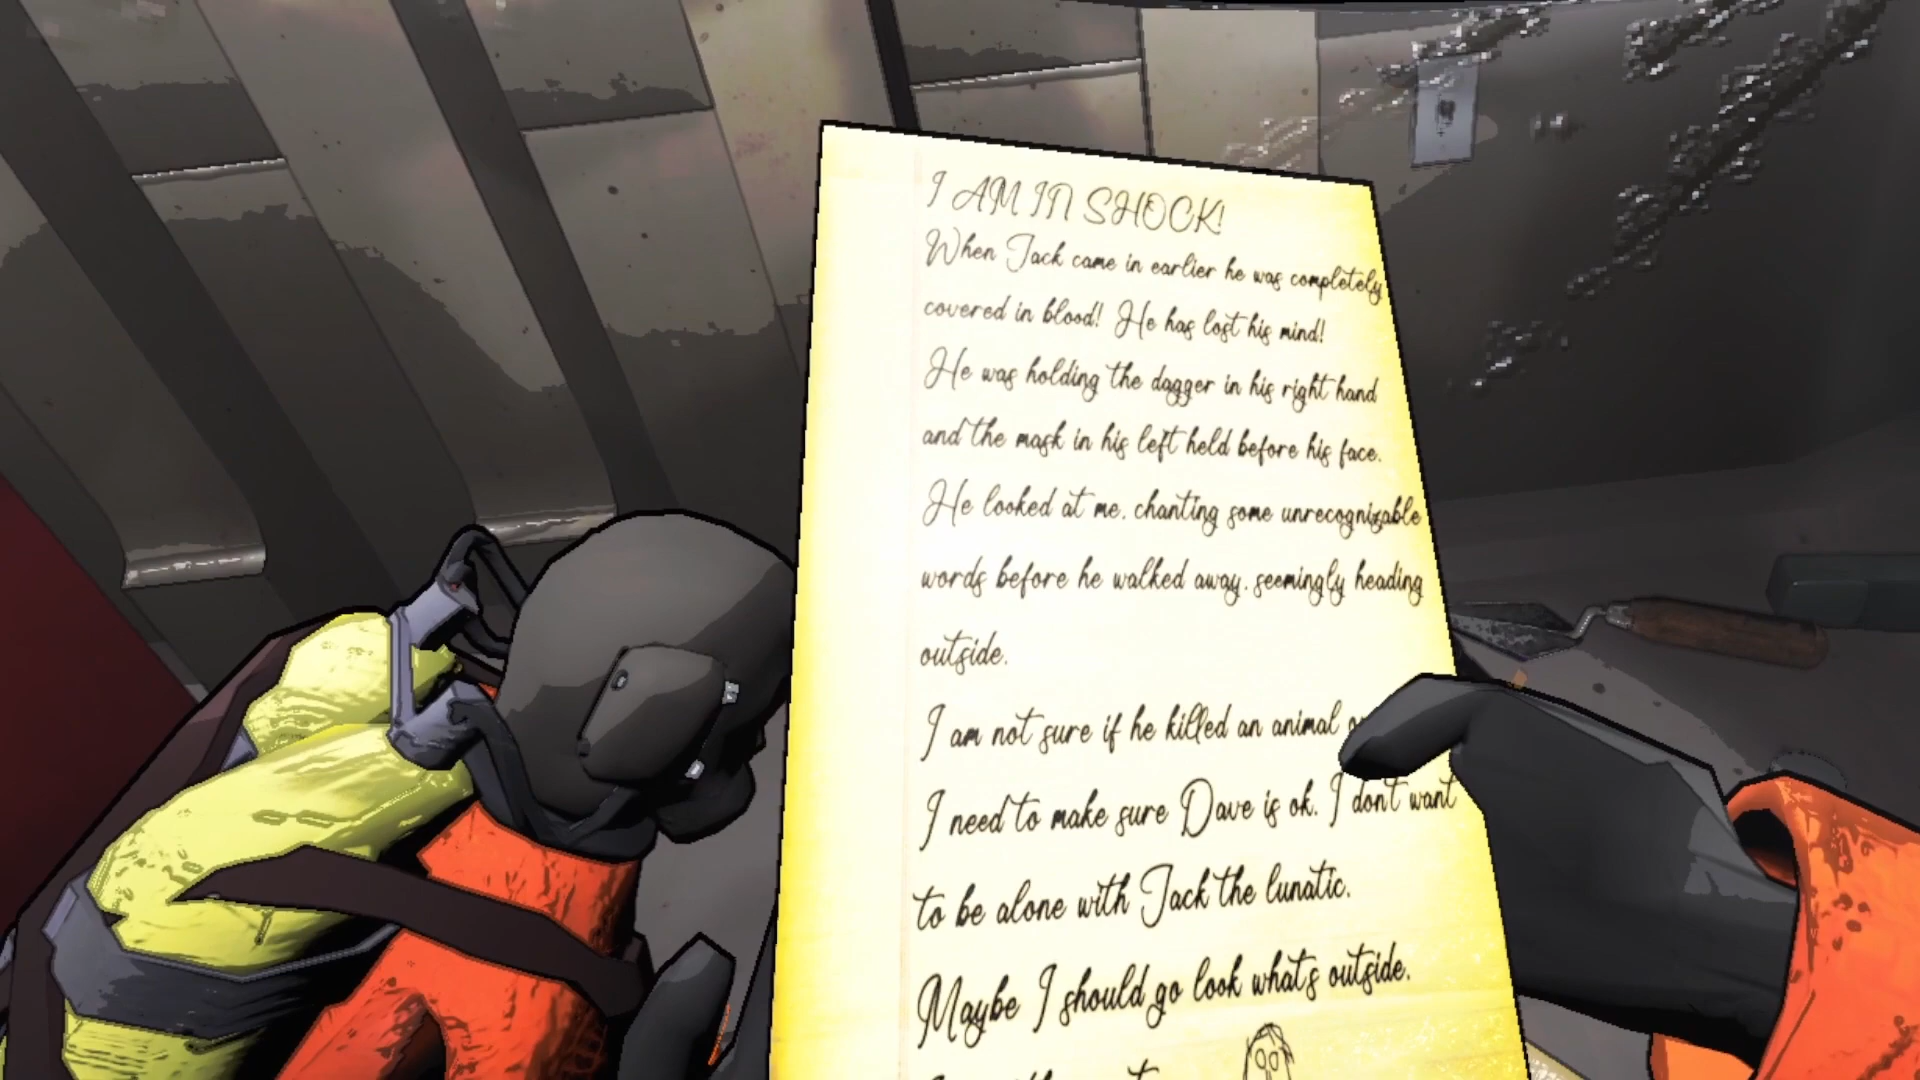 I AM IN SHOCK!
When Jack came in earlier he was completely
covered in blood! He has lost his mind!
He was holding the dagger in his right hand
and the mask in his left held before his face.
He looked at me, chanting some unrecognizable
words before he walked away, seemingly heading
outside.
I am not sure if he killed an animal
I need to make sure Dave is ok. I don't want
to be alone with Jack the lunatic.
Maybe I should go look what's outside.